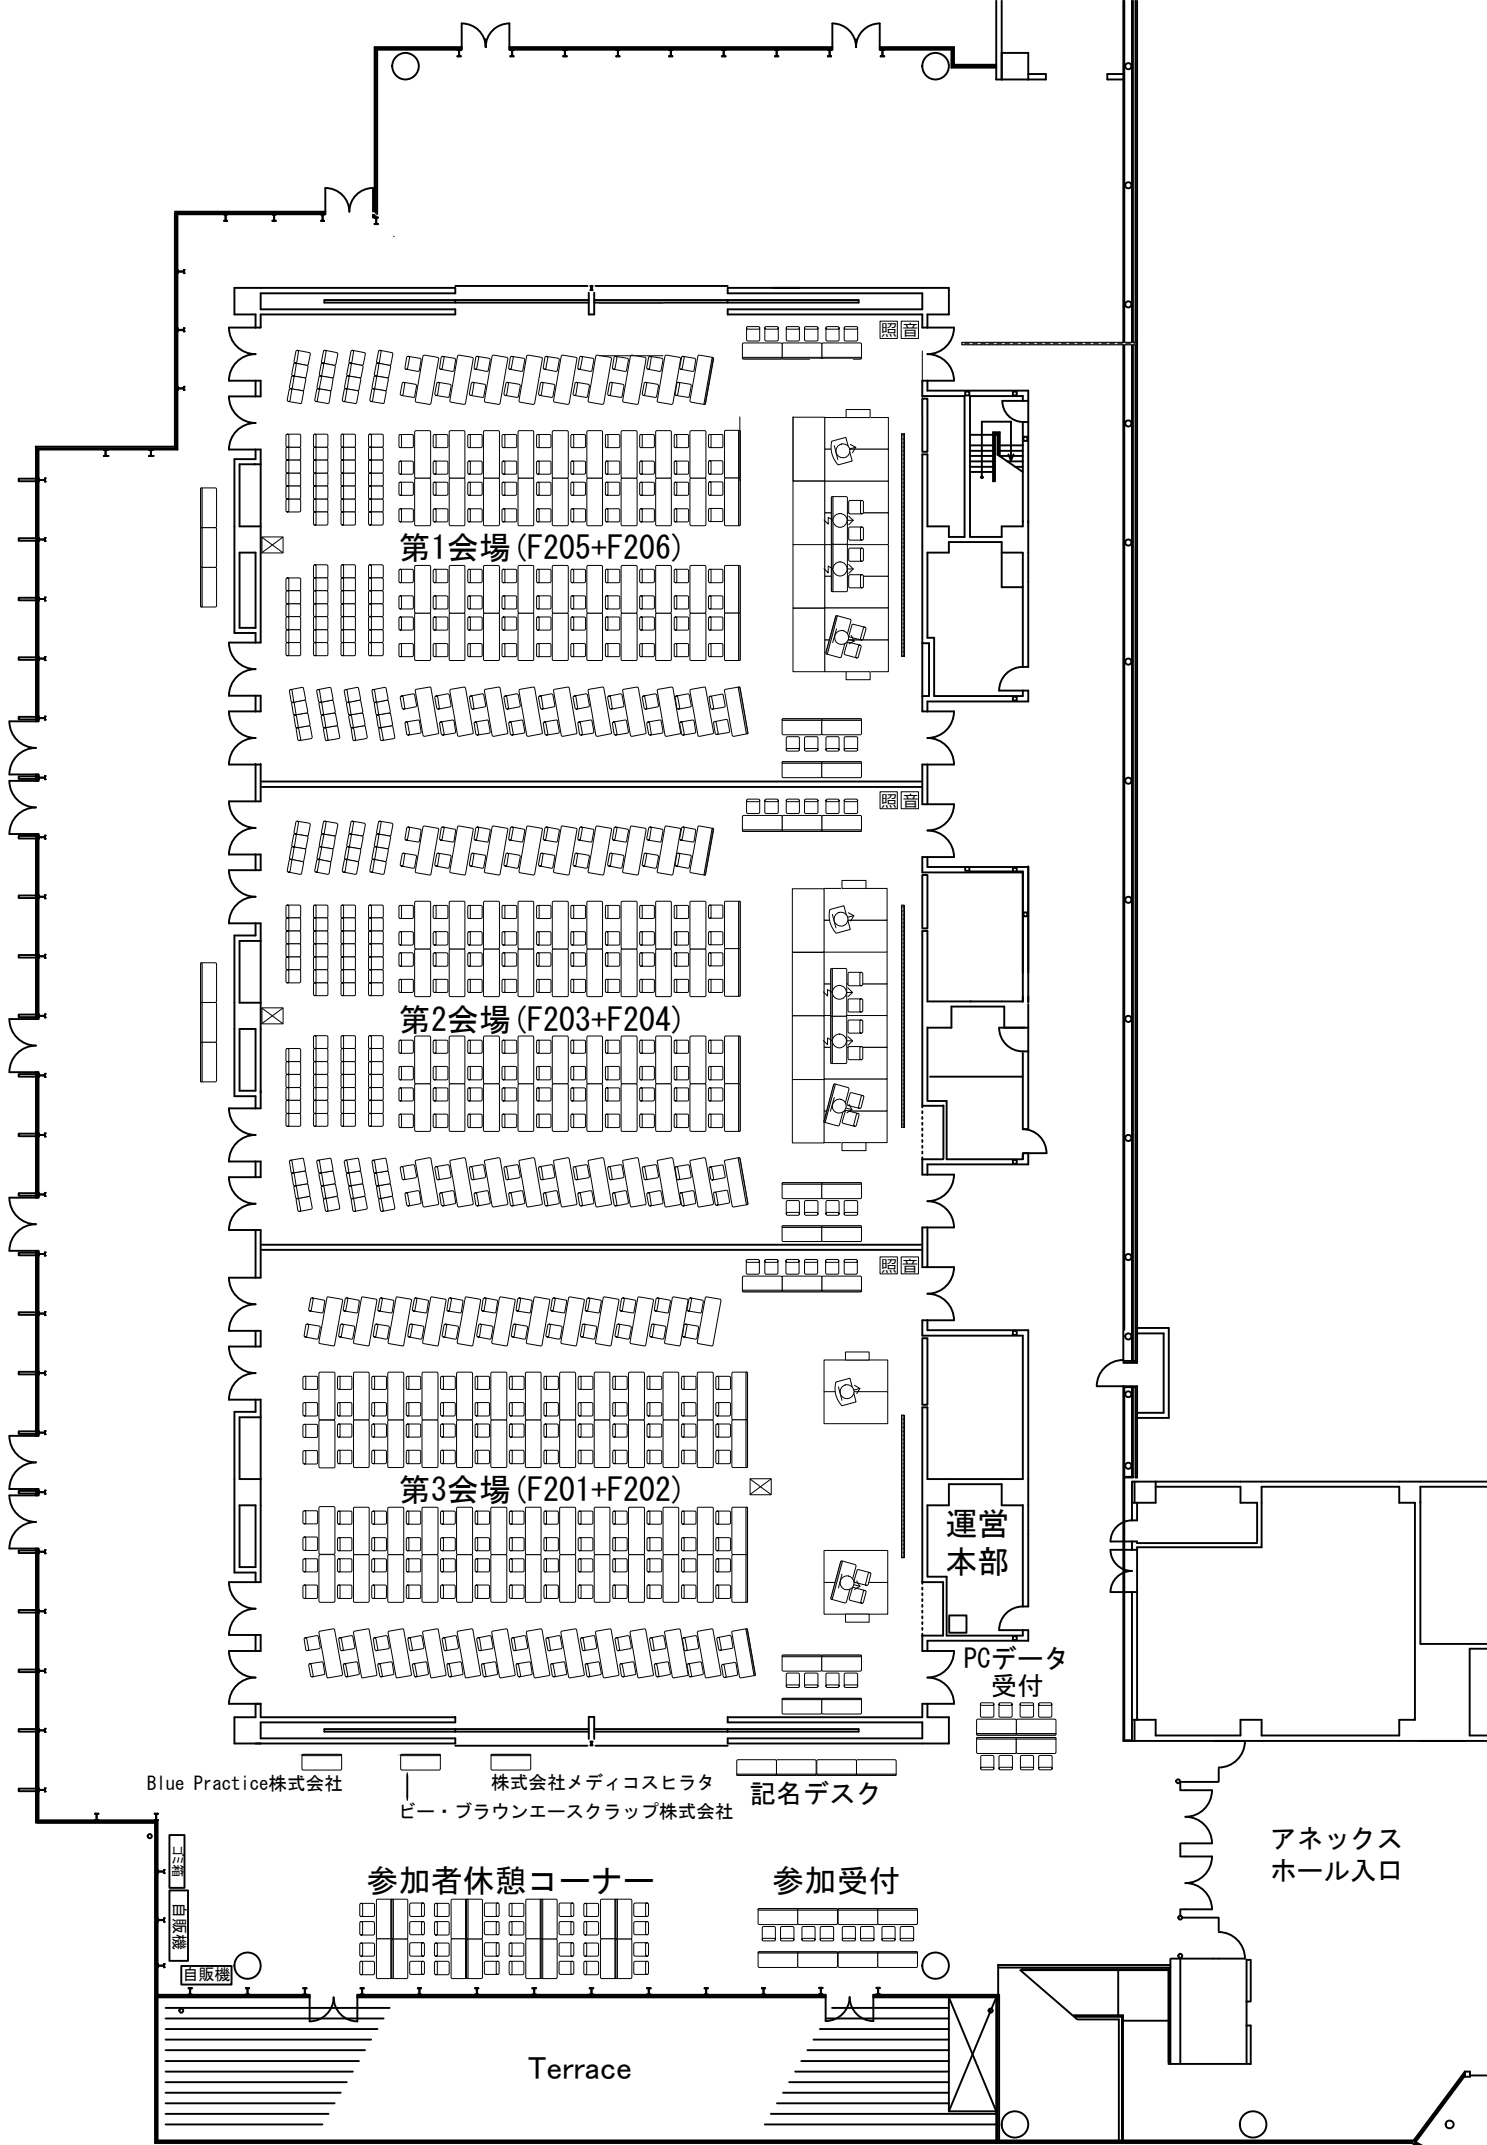 照 音
第1会場(F205+F206)
照 音
第2会場(F203+F204)
照 音
第3会場(F201+F202)
運営
本部
PCデータ
受付
Blue Practice株式会社
株式会社メディコスヒラタ
ビー・ブラウンエースクラップ株式会社
記名デスク
アネックス
ホール入口
ゴミ箱
自販機
自販機
参加者休憩コーナー
参加受付
Terrace